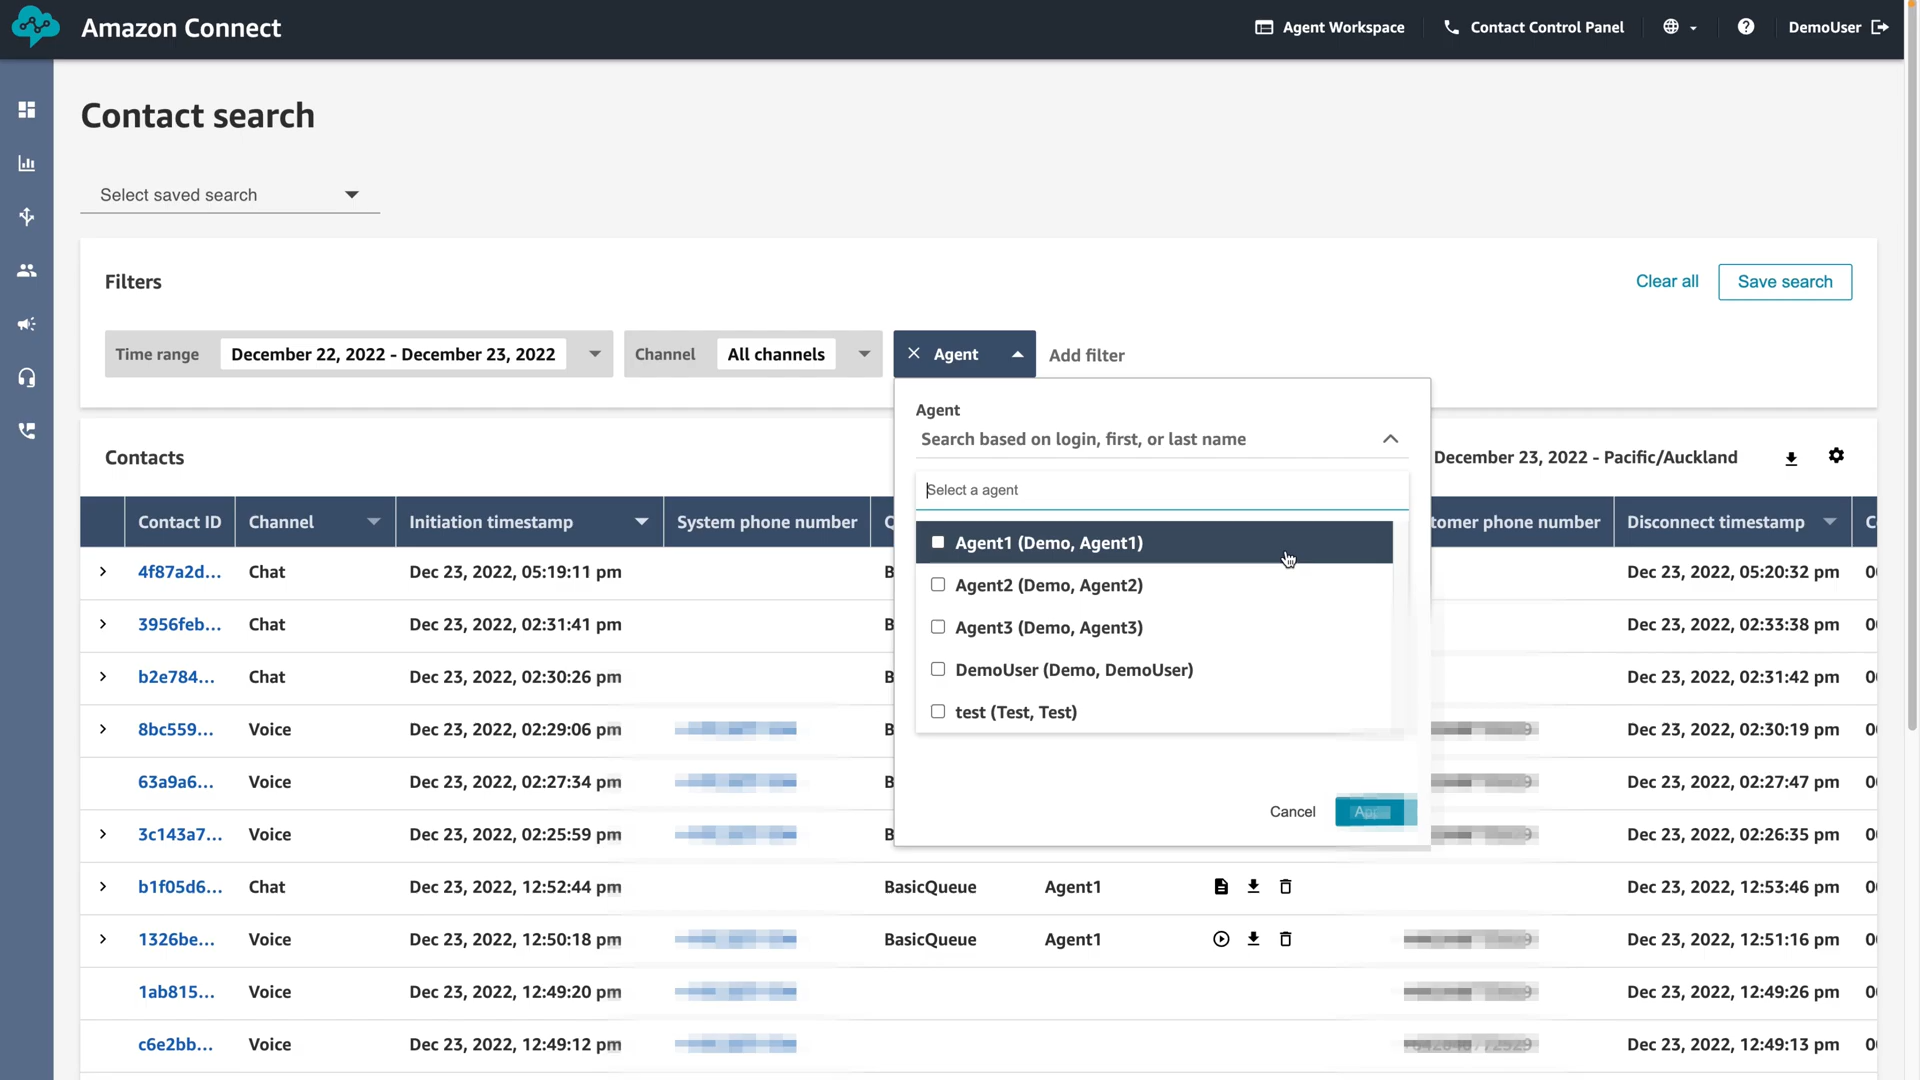 Amazon Connect
Agent Workspace
Contact Control Panel
DemoUser
Contact search
Select saved search
Filters
Clear all
Save search
Time range
December 22, 2022 - December 23, 2022
Channel
All channels
Agent
Add filter
Agent
Search based on login, first, or last name
Select a agent
Agent1 (Demo, Agent1)
Agent2 (Demo, Agent2)
Agent3 (Demo, Agent3)
DemoUser (Demo, DemoUser)
test (Test, Test)
Cancel
Contacts
December 23, 2022 - Pacific/Auckland
Contact ID Channel Initiation timestamp System phone number tomer phone number Disconnect timestamp
4f87a2d... Chat Dec 23, 2022, 05:19:11 pm B Dec 23, 2022, 05:20:32 pm
3956feb... Chat Dec 23, 2022, 02:31:41 pm B Dec 23, 2022, 02:33:38 pm
b2e784... Chat Dec 23, 2022, 02:30:26 pm B Dec 23, 2022, 02:31:42 pm
8bc559... Voice Dec 23, 2022, 02:29:06 pm B Dec 23, 2022, 02:30:19 pm
63a9a6... Voice Dec 23, 2022, 02:27:34 pm B Dec 23, 2022, 02:27:47 pm
3c143a7... Voice Dec 23, 2022, 02:25:59 pm B Dec 23, 2022, 02:26:35 pm
b1f05d6... Chat Dec 23, 2022, 12:52:44 pm BasicQueue Agent1 Dec 23, 2022, 12:53:46 pm
1326be... Voice Dec 23, 2022, 12:50:18 pm BasicQueue Agent1 Dec 23, 2022, 12:51:16 pm
1ab815... Voice Dec 23, 2022, 12:49:20 pm Dec 23, 2022, 12:49:26 pm
c6e2bb... Voice Dec 23, 2022, 12:49:12 pm Dec 23, 2022, 12:49:13 pm